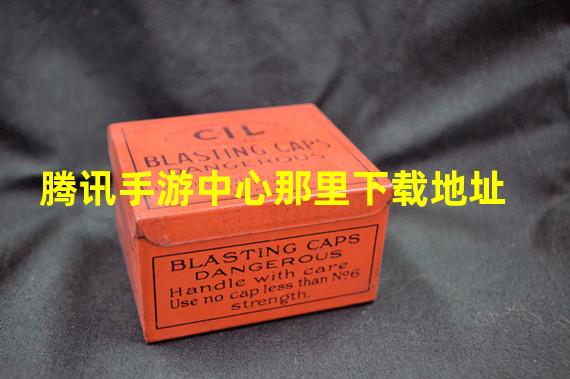 CIL
BLASTING CAPS
DANGEROUS
腾讯手游中心那里下载地址
BLASTING CAPS
DANGEROUS
Handle with care
Use no cap less than No6
strength.